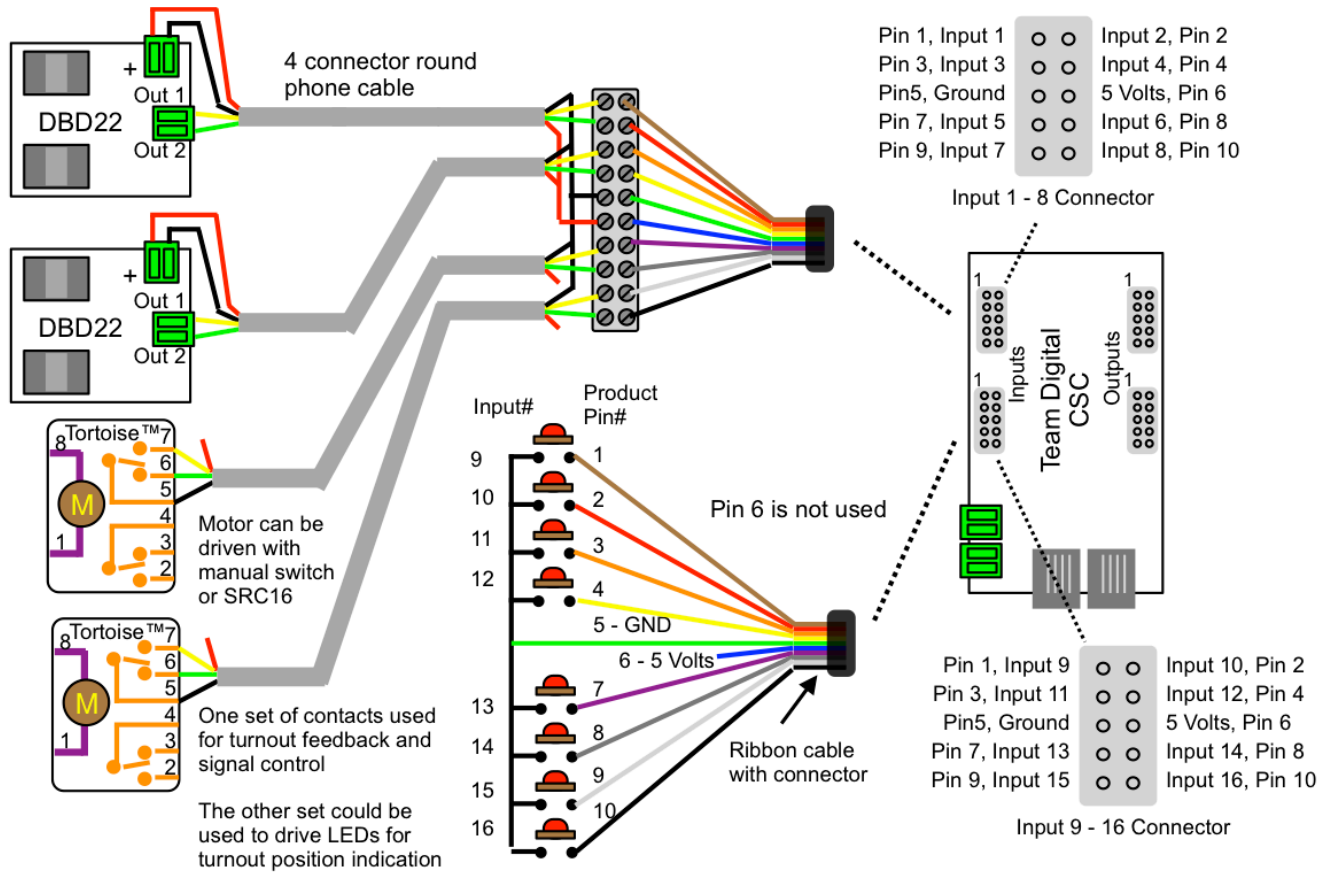 4 connector round
phone cable
+
Out 1
DBD22
Out 2
+
Out 1
DBD22
Out 2
Pin 1, Input 1
Input 2, Pin 2
Pin 3, Input 3
Input 4, Pin 4
Pin5, Ground
5 Volts, Pin 6
Pin 7, Input 5
Input 6, Pin 8
Pin 9, Input 7
Input 8, Pin 10
Input 1 - 8 Connector
1
1
Inputs
Team Digital
CSC
Outputs
1
1
Tortoise™
8
7
6
5
M
4
1
3
2
Motor can be
driven with
manual switch
or SRC16
Tortoise™
8
7
6
5
M
4
1
3
2
One set of contacts used
for turnout feedback and
signal control
The other set could be
used to drive LEDs for
turnout position indication
Input#
Product
Pin#
9
1
10
2
11
3
12
4
5 - GND
6 - 5 Volts
13
7
14
8
15
9
16
10
Pin 6 is not used
Ribbon cable
with connector
Pin 1, Input 9
Input 10, Pin 2
Pin 3, Input 11
Input 12, Pin 4
Pin5, Ground
5 Volts, Pin 6
Pin 7, Input 13
Input 14, Pin 8
Pin 9, Input 15
Input 16, Pin 10
Input 9 - 16 Connector